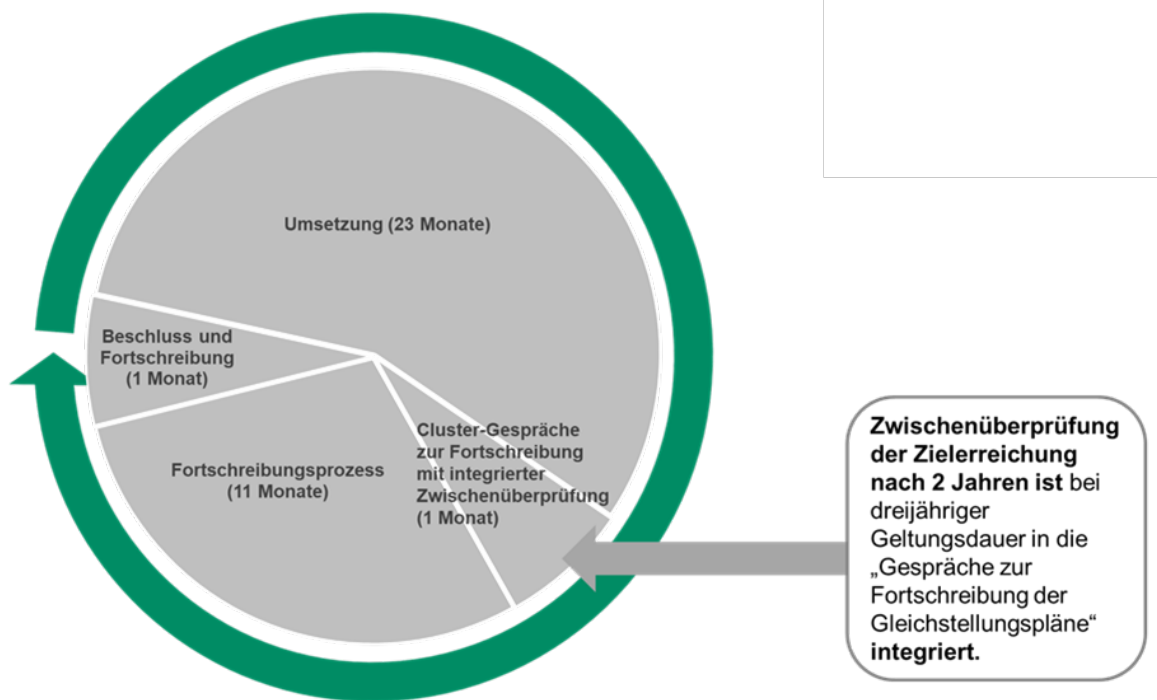 Umsetzung (23 Monate)
Beschluss und
Fortschreibung
(1 Monat)
Fortschreibungsprozess
(11 Monate)
Cluster-Gespräche
zur Fortschreibung
mit integrierter
Zwischenüberprüfung
(1 Monat)
Zwischenüberprüfung
der Zielerreichung
nach 2 Jahren ist bei
dreijähriger
Geltungsdauer in die
„Gespräche zur
Fortschreibung der
Gleichstellungspläne“
integriert.